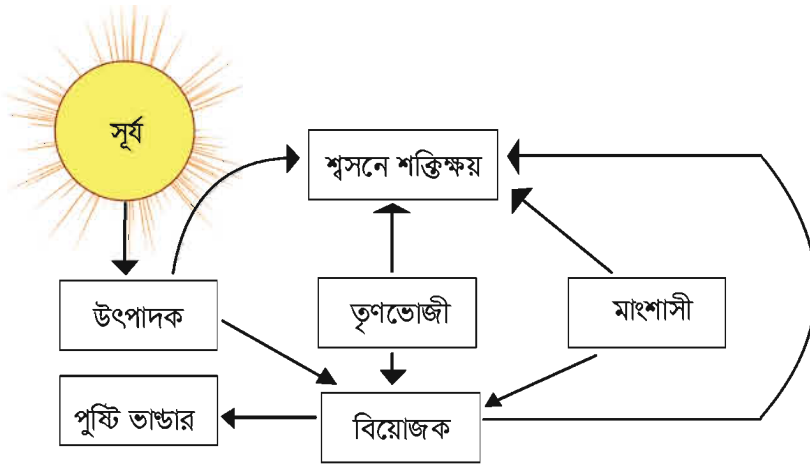 সূর্য
শ্বসনে শক্তিক্ষয়
উৎপাদক
তৃণভোজী
মাংশাসী
পুষ্টি ভাণ্ডার
বিয়োজক